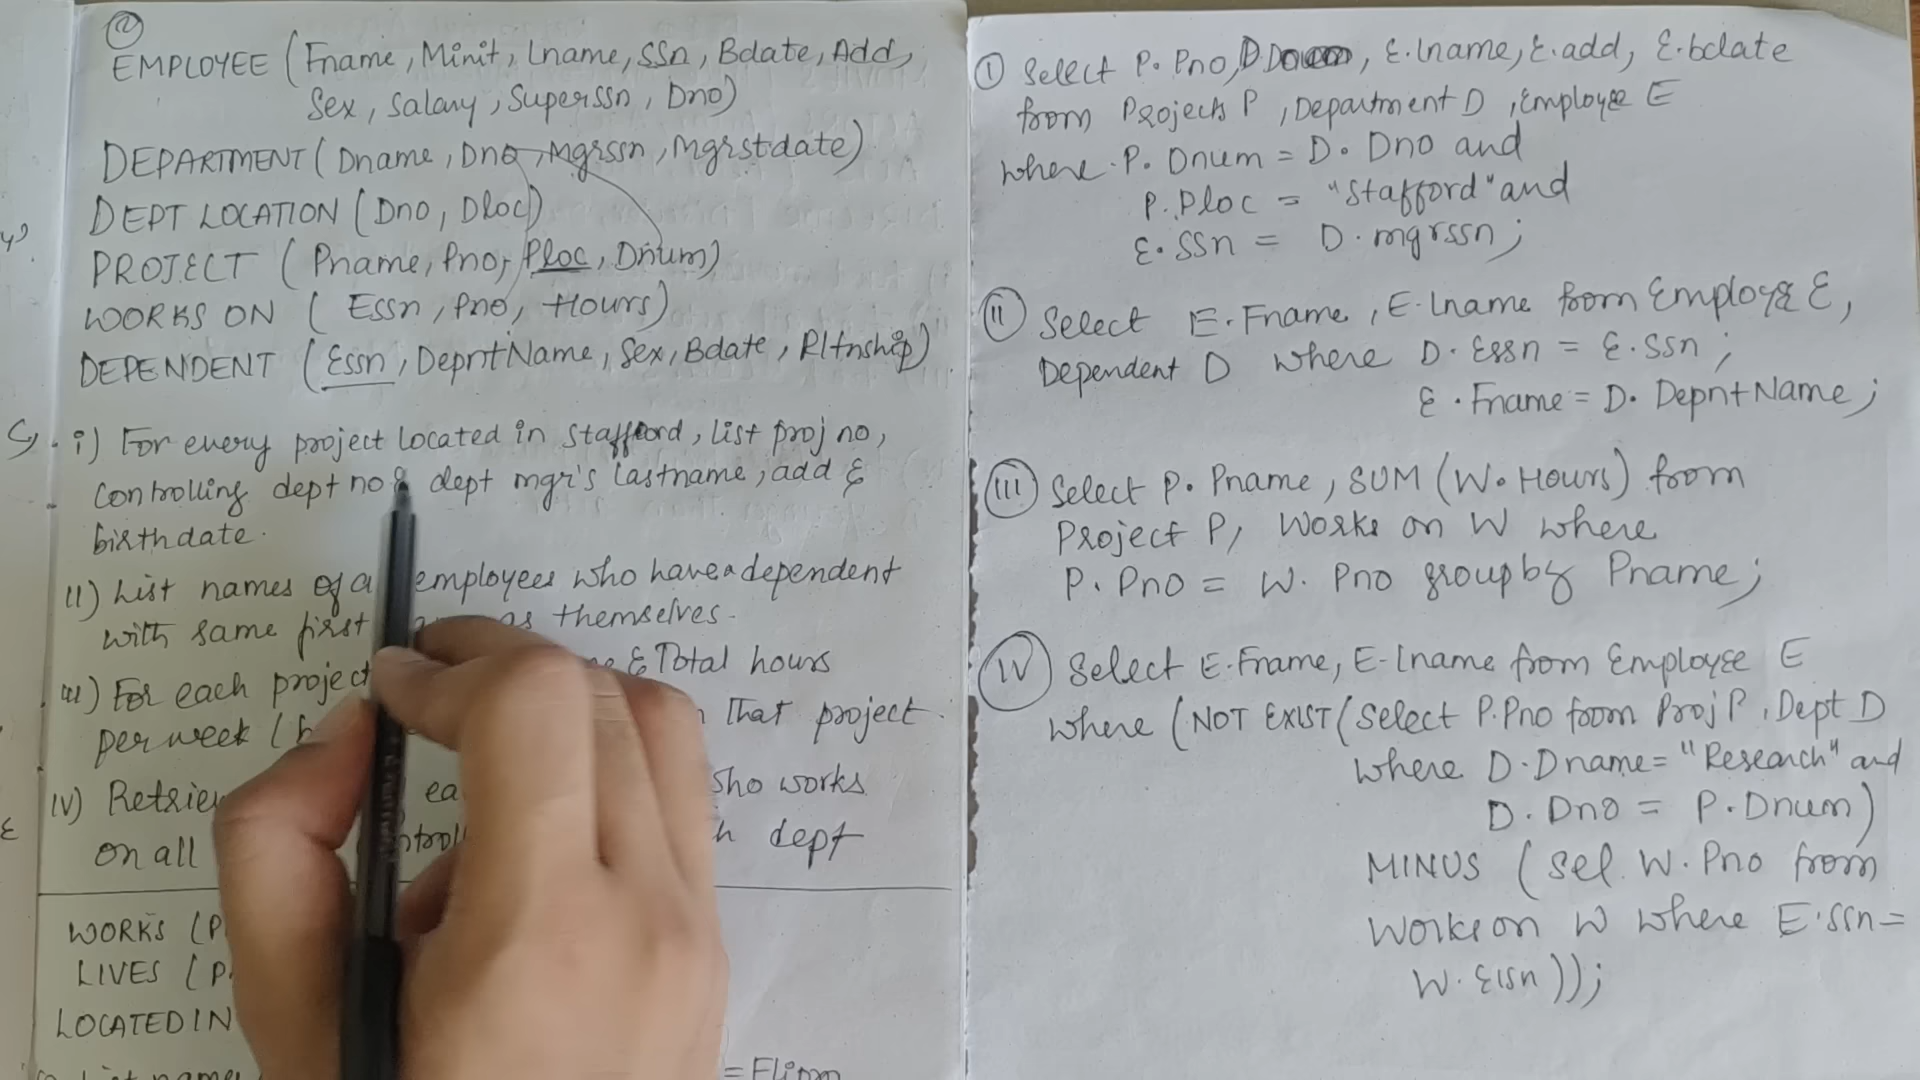 2
EMPLOYEE (Fname, Minit, Lname, SSn, Bdate, Add,
Sex, Salary, Superssn, Dno)
DEPARTMENT (Dname, Dno, Mgrssn, Mgrstdate)
DEPT LOCATION (Dno, Dloc)
PROJECT (Pname, Pno, Ploc, Dnum)
WORKS ON (Essn, Pno, Hours)
DEPENDENT (Essn, DepntName, Sex, Bdate, Rltnship)
i) For every project located in Stafford, list proj no,
Controlling dept no & dept mgr's lastname, add &
birthdate.
II) List names of employees who have a dependent
with same first as themselves.
III) For each project & Total hours
per week ( That project
IV) on all dept
works
WORKS (P
LIVES (P
LOCATED IN
I Select P. Pno, D. , E. lname, E. add, E. bdate
from Projects P, Department D, Employee E
where P. Dnum = D. Dno and
P. Ploc = "Stafford" and
E. SSn = D. mgrssn;
II Select E. Fname, E. lname from Employee E,
Dependent D where D. Essn = E. SSn;
E. Fname = D. DepntName;
III Select P. Pname, SUM (W. Hours) from
Project P, Works on W where
P. Pno = W. Pno group by Pname;
IV Select E. Fname, E. lname from Employee E
where (NOT EXIST (Select P. Pno from Proj P, Dept D
where D. Dname = "Research" and
D. Dno = P. Dnum)
MINUS (Sel. W. Pno from
Works on W where E. SSn =
W. Essn));